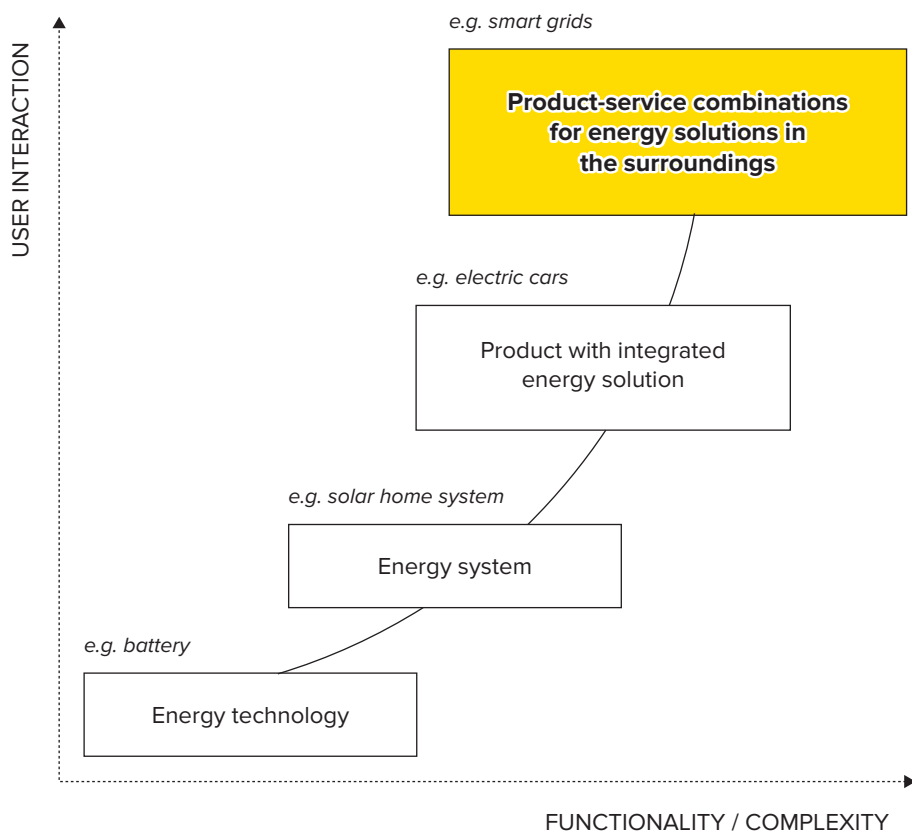 e.g. smart grids
USER INTERACTION
Product-service combinations
for energy solutions in
the surroundings
e.g. electric cars
Product with integrated
energy solution
e.g. solar home system
Energy system
e.g. battery
Energy technology
FUNCTIONALITY / COMPLEXITY